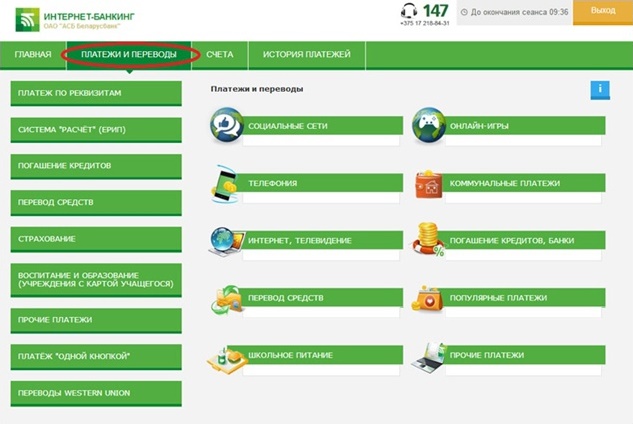 ИНТЕРНЕТ-БАНКИНГ
ОАО "АСБ Беларусбанк"
147
+375 17 218-84-31
До окончания сеанса 09:36
Выход
ГЛАВНАЯ
ПЛАТЕЖИ И ПЕРЕВОДЫ
СЧЕТА
ИСТОРИЯ ПЛАТЕЖЕЙ
ПЛАТЕЖ ПО РЕКВИЗИТАМ
СИСТЕМА "РАСЧЁТ" (ЕРИП)
ПОГАШЕНИЕ КРЕДИТОВ
ПЕРЕВОД СРЕДСТВ
СТРАХОВАНИЕ
ВОСПИТАНИЕ И ОБРАЗОВАНИЕ
(УЧРЕЖДЕНИЯ С КАРТОЙ УЧАЩЕГОСЯ)
ПРОЧИЕ ПЛАТЕЖИ
ПЛАТЁЖ "ОДНОЙ КНОПКОЙ"
ПЕРЕВОДЫ WESTERN UNION
Платежи и переводы
i
СОЦИАЛЬНЫЕ СЕТИ
ОНЛАЙН-ИГРЫ
ТЕЛЕФОНИЯ
КОММУНАЛЬНЫЕ ПЛАТЕЖИ
ИНТЕРНЕТ, ТЕЛЕВИДЕНИЕ
ПОГАШЕНИЕ КРЕДИТОВ, БАНКИ
%
ПЕРЕВОД СРЕДСТВ
ПОПУЛЯРНЫЕ ПЛАТЕЖИ
ШКОЛЬНОЕ ПИТАНИЕ
ПРОЧИЕ ПЛАТЕЖИ